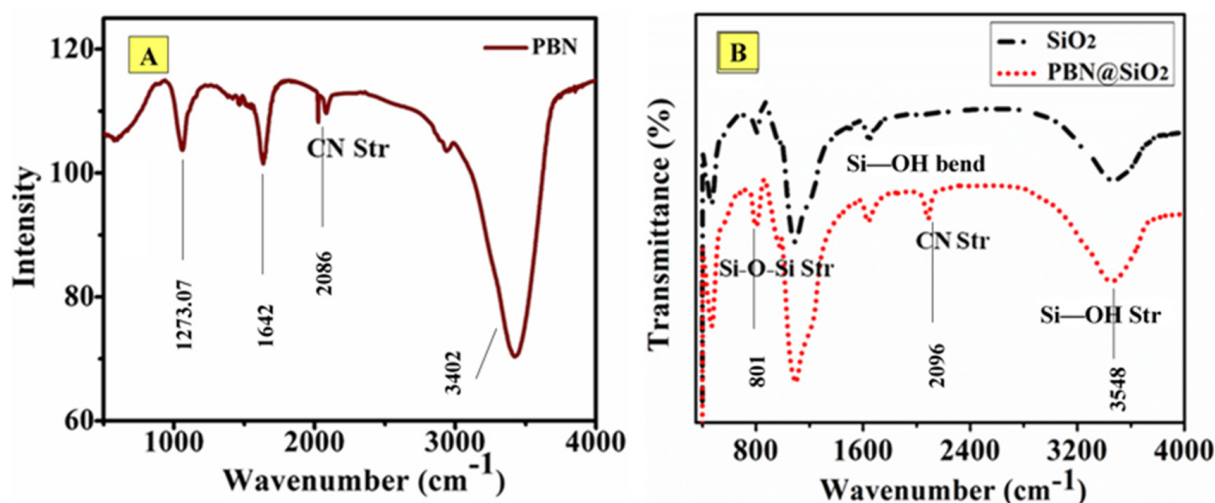 A
PBN
120
100
80
60
Intensity
CN Str
1273.07
1642
2086
3402
1000
2000
3000
4000
Wavenumber (cm⁻¹)
B
SiO₂
PBN@SiO₂
Transmittance (%)
Si—OH bend
CN Str
Si-O-Si Str
Si—OH Str
801
2096
3548
800
1600
2400
3200
4000
Wavenumber (cm⁻¹)